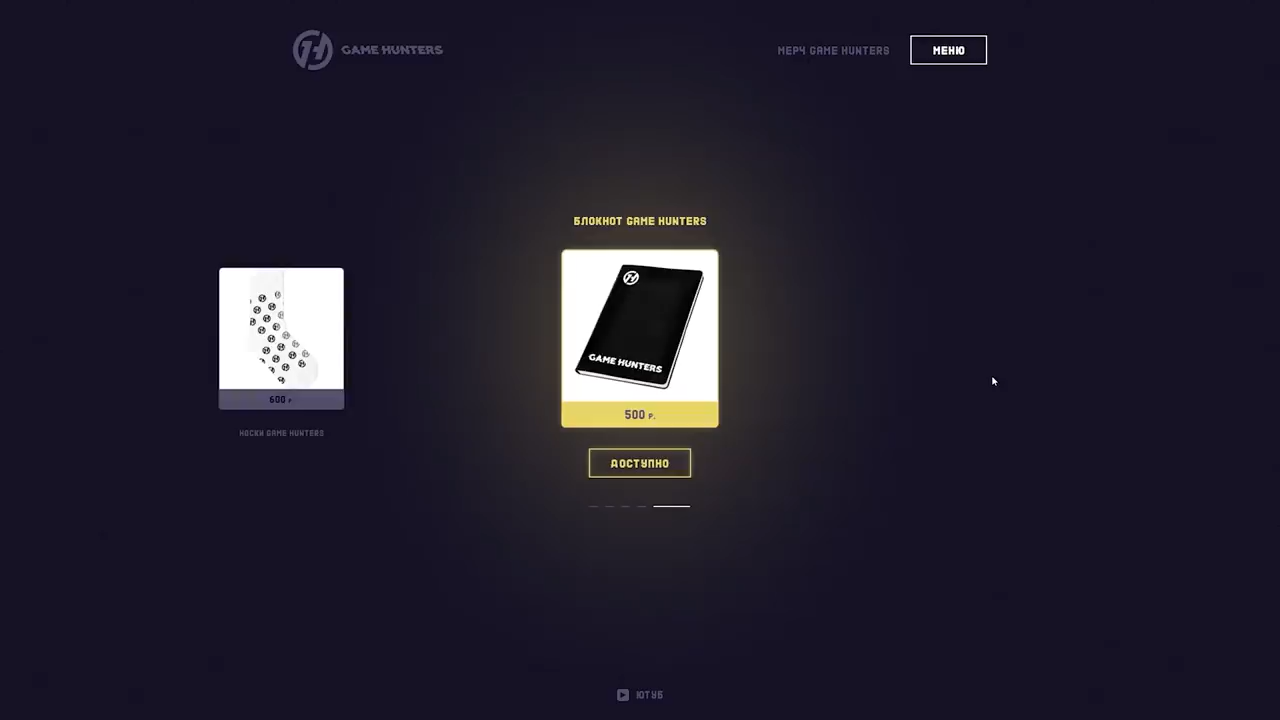 GAME HUNTERS
МЕРЧ GAME HUNTERS
МЕНЮ
БЛОКНОТ GAME HUNTERS
GAME HUNTERS
500 Р.
600 Р
НОСКИ GAME HUNTERS
ДОСТУПНО
ЮТУБ